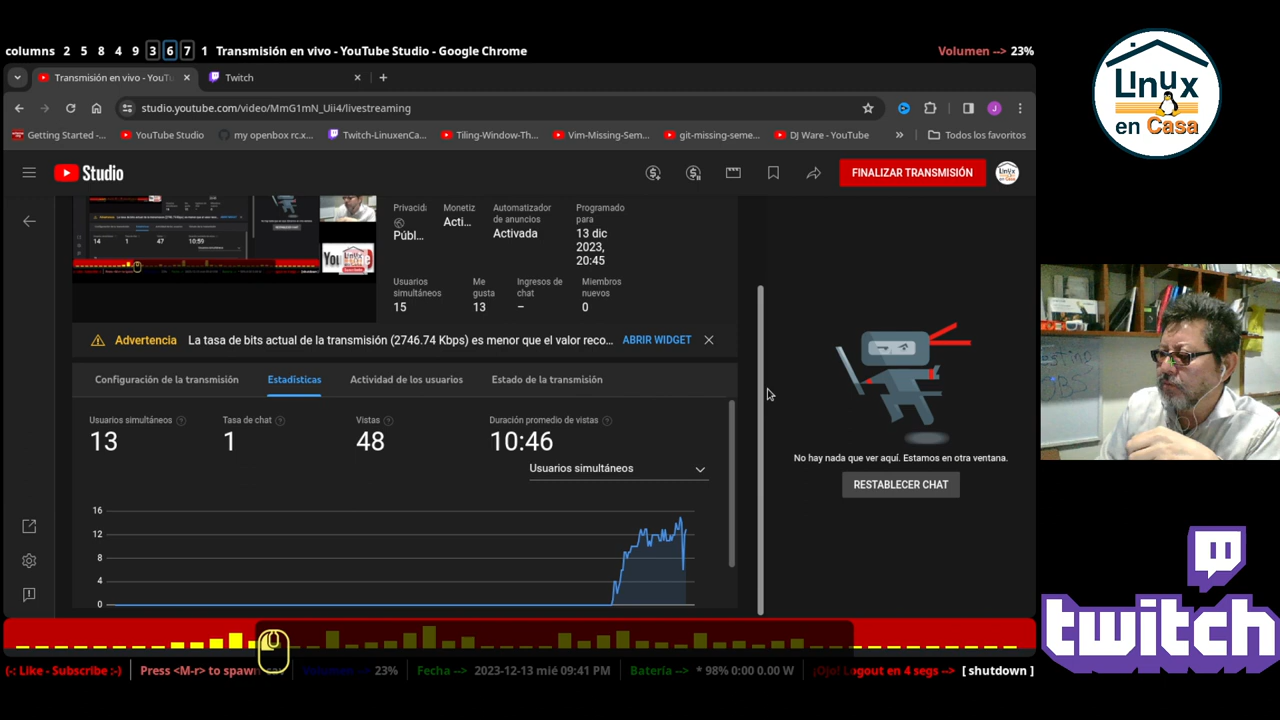 columns 2 5 8 4 9 3 6 7 1 Transmisión en vivo - YouTube Studio - Google Chrome
Volumen --> 23%
Linux
en Casa
Transmisión en vivo - YouTu
Twitch
studio.youtube.com/video/MmG1mN_Uii4/livestreaming
Getting Started -...
YouTube Studio
my openbox rc.x...
Twitch-LinuxenCa...
Tiling-Window-Th...
Vim-Missing-Sem...
git-missing-seme...
DJ Ware - YouTube
Todos los favoritos
Studio
FINALIZAR TRANSMISIÓN
14 1 47 10:59
Privacid
Públ...
Monetiz
Acti...
Automatizador
de anuncios
Activada
Programado
para
13 dic
2023,
20:45
Usuarios
simultáneos
15
Me
gusta
13
Ingresos de
chat
–
Miembros
nuevos
0
Advertencia La tasa de bits actual de la transmisión (2746.74 Kbps) es menor que el valor reco... ABRIR WIDGET
Configuración de la transmisión
Estadísticas
Actividad de los usuarios
Estado de la transmisión
Usuarios simultáneos
13
Tasa de chat
1
Vistas
48
Duración promedio de vistas
10:46
Usuarios simultáneos
16
12
8
4
0
No hay nada que ver aquí. Estamos en otra ventana.
RESTABLECER CHAT
OBS
twitch
(-: Like - Subscribe :-)
Press <M-r> to spawn
23%
Fecha --> 2023-12-13 mié 09:41 PM
Batería --> * 98% 0:00 0.00 W
¡Ojo! Logout en 4 segs --> [ shutdown ]